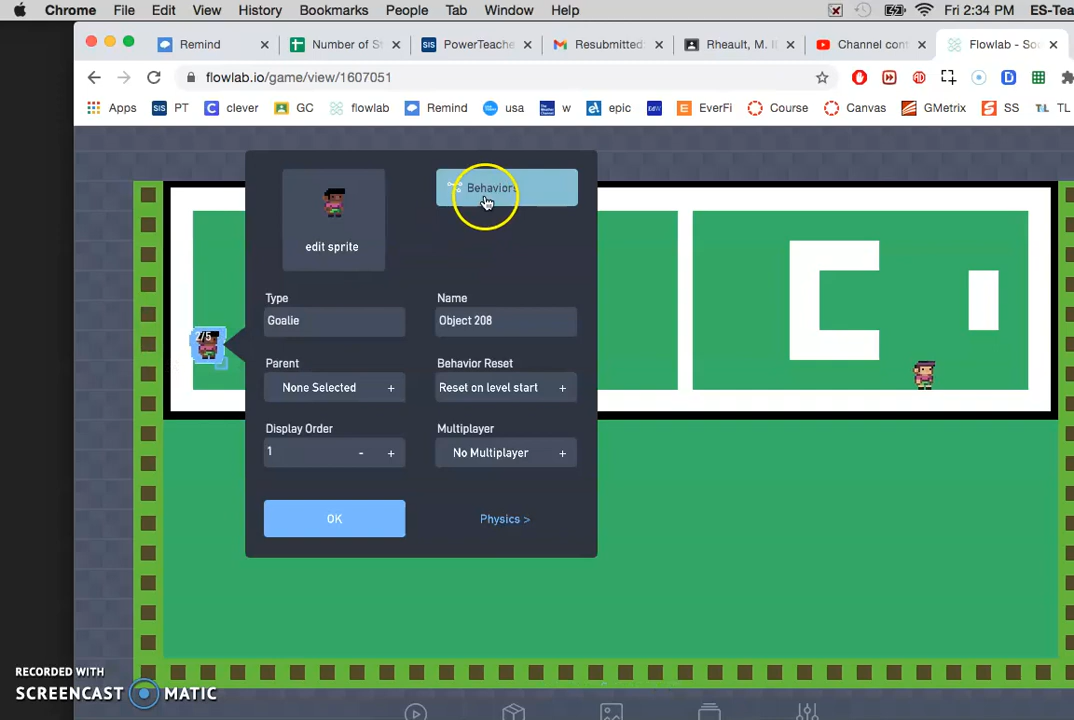 Chrome File Edit View History Bookmarks People Tab Window Help Fri 2:34 PM ES-Tea
Remind Number of S PowerTeache Resubmitted: Rheault, M. I Channel con Flowlab - So
flowlab.io/game/view/1607051
Apps PT clever GC flowlab Remind usa w epic EverFi Course Canvas GMetrix SS TL
Behaviors
edit sprite
Type Name
Goalie Object 208
Parent Behavior Reset
None Selected + Reset on level start +
Display Order Multiplayer
1 - + No Multiplayer +
OK Physics >
RECORDED WITH
SCREENCAST MATIC